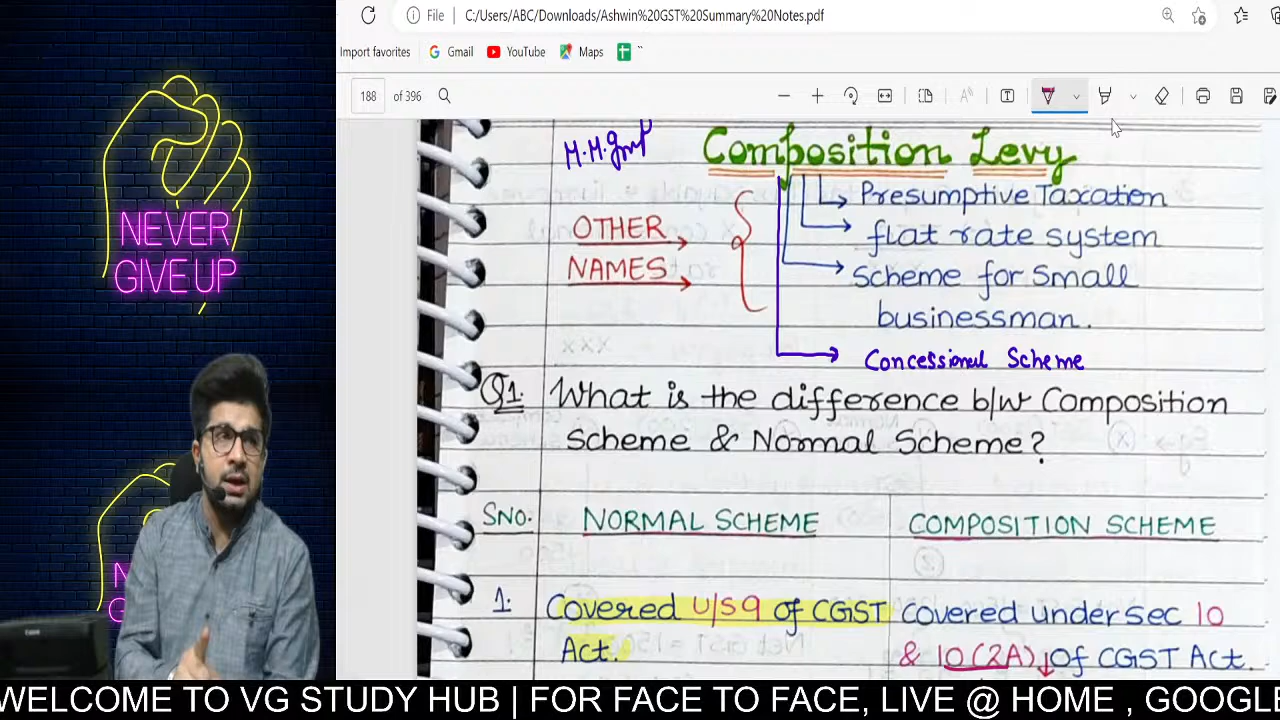 File | C:/Users/ABC/Downloads/Ashwin%20GST%20Summary%20Notes.pdf
Import favorites Gmail YouTube Maps
188 of 396
M.M.Imp Composition Levy
Presumptive Taxation
OTHER flat rate system
NAMES Scheme for Small
businessman.
xxx
Concessional Scheme
Q1. What is the difference b/w Composition
Scheme & Normal Scheme?
SNO. NORMAL SCHEME COMPOSITION SCHEME
1. Covered U/S 9 of CGST Covered under sec 10
Act. & 10(2A) of CGST Act.
NEVER
GIVE UP
WELCOME TO VG STUDY HUB | FOR FACE TO FACE, LIVE @ HOME , GOOGLE